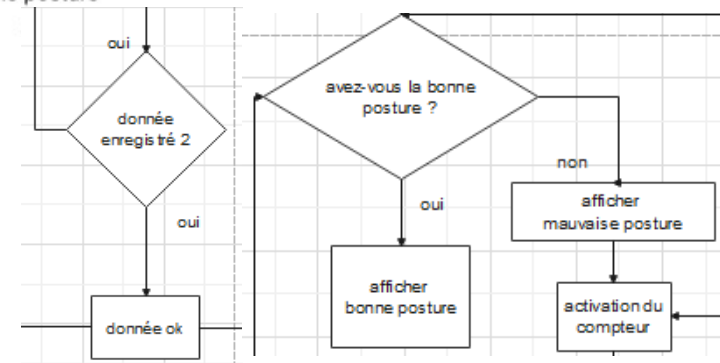 oui
donnée
enregistré 2
oui
donnée ok
avez-vous la bonne
posture ?
non
oui
afficher
mauvaise posture
afficher
bonne posture
activation du
compteur